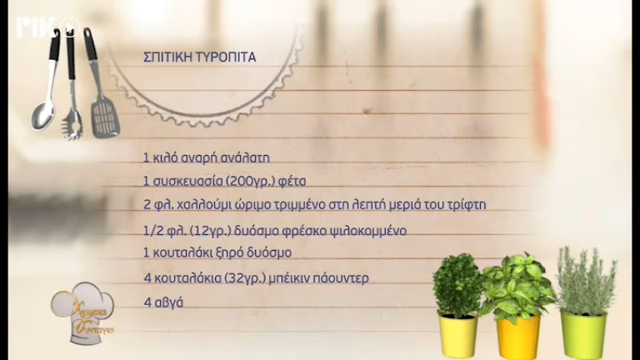 ΡΙΚ
ΣΠΙΤΙΚΗ ΤΥΡΟΠΙΤΑ
1 κιλό αναρή ανάλατη
1 συσκευασία (200γρ.) φέτα
2 φλ. χαλλούμι ώριμο τριμμένο στη λεπτή μεριά του τρίφτη
1/2 φλ. (12γρ.) δυόσμο φρέσκο ψιλοκομμένο
1 κουταλάκι ξηρό δυόσμο
4 κουταλάκια (32γρ.) μπέικιν πάουντερ
4 αβγά
Χρυσές
Συνταγές